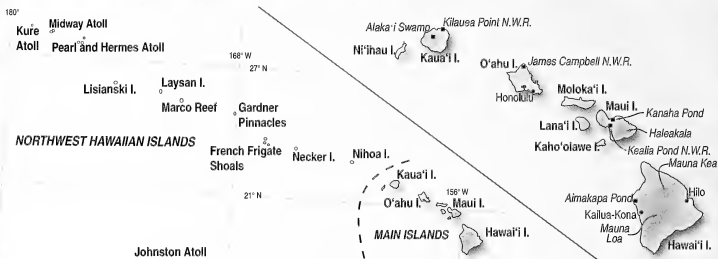 180°
Kure
Atoll
Midway Atoll
Pearl and Hermes Atoll
Lisianski I.
Laysan I.
Marco Reef
168° W
27° N
Gardner
Pinnacles
NORTHWEST HAWAIIAN ISLANDS
French Frigate
Shoals
Necker I.
Nihoa I.
21° N
Johnston Atoll
Kaua'i I.
O'ahu I.
156° W
Maui I.
MAIN ISLANDS
Hawai'i I.
Alaka'i Swamp
Kilauea Point N.W.R.
Ni'ihau I.
Kaua'i I.
O'ahu I.
James Campbell N.W.R.
Honolulu
Moloka'i I.
Maui I.
Kanaha Pond
Lana'i I.
Haleakala
Kaho'olawe I.
Kealia Pond N.W.R.
Mauna Kea
Aimakapa Pond
Hilo
Kailua-Kona
Mauna
Loa
Hawai'i I.